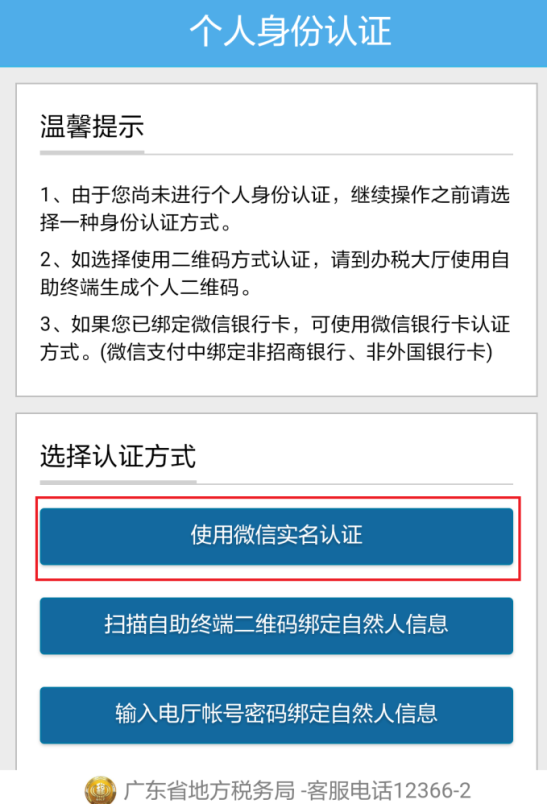 个人身份认证
温馨提示
1、由于您尚未进行个人身份认证，继续操作之前请选
择一种身份认证方式。
2、如选择使用二维码方式认证，请到办税大厅使用自
助终端生成个人二维码。
3、如果您已绑定微信银行卡，可使用微信银行卡认证
方式。(微信支付中绑定非招商银行、非外国银行卡)
选择认证方式
使用微信实名认证
扫描自助终端二维码绑定自然人信息
输入电厅帐号密码绑定自然人信息
广东省地方税务局 -客服电话12366-2